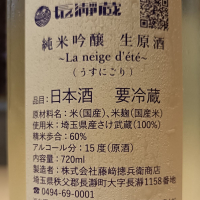 純米吟醸 生原酒
~La neige d'été~
(うすにごり)
品目:日本酒 要冷蔵
原材料名:米(国産)、米麹(国産米)
使用米:埼玉県産さけ武蔵(100%)
精米歩合:60%
アルコール分:15度(原酒)
内容量:720ml
株式会社藤﨑摠兵衛商店
埼玉県秩父郡長瀞町大字長瀞1158番
☎0494-69-0001